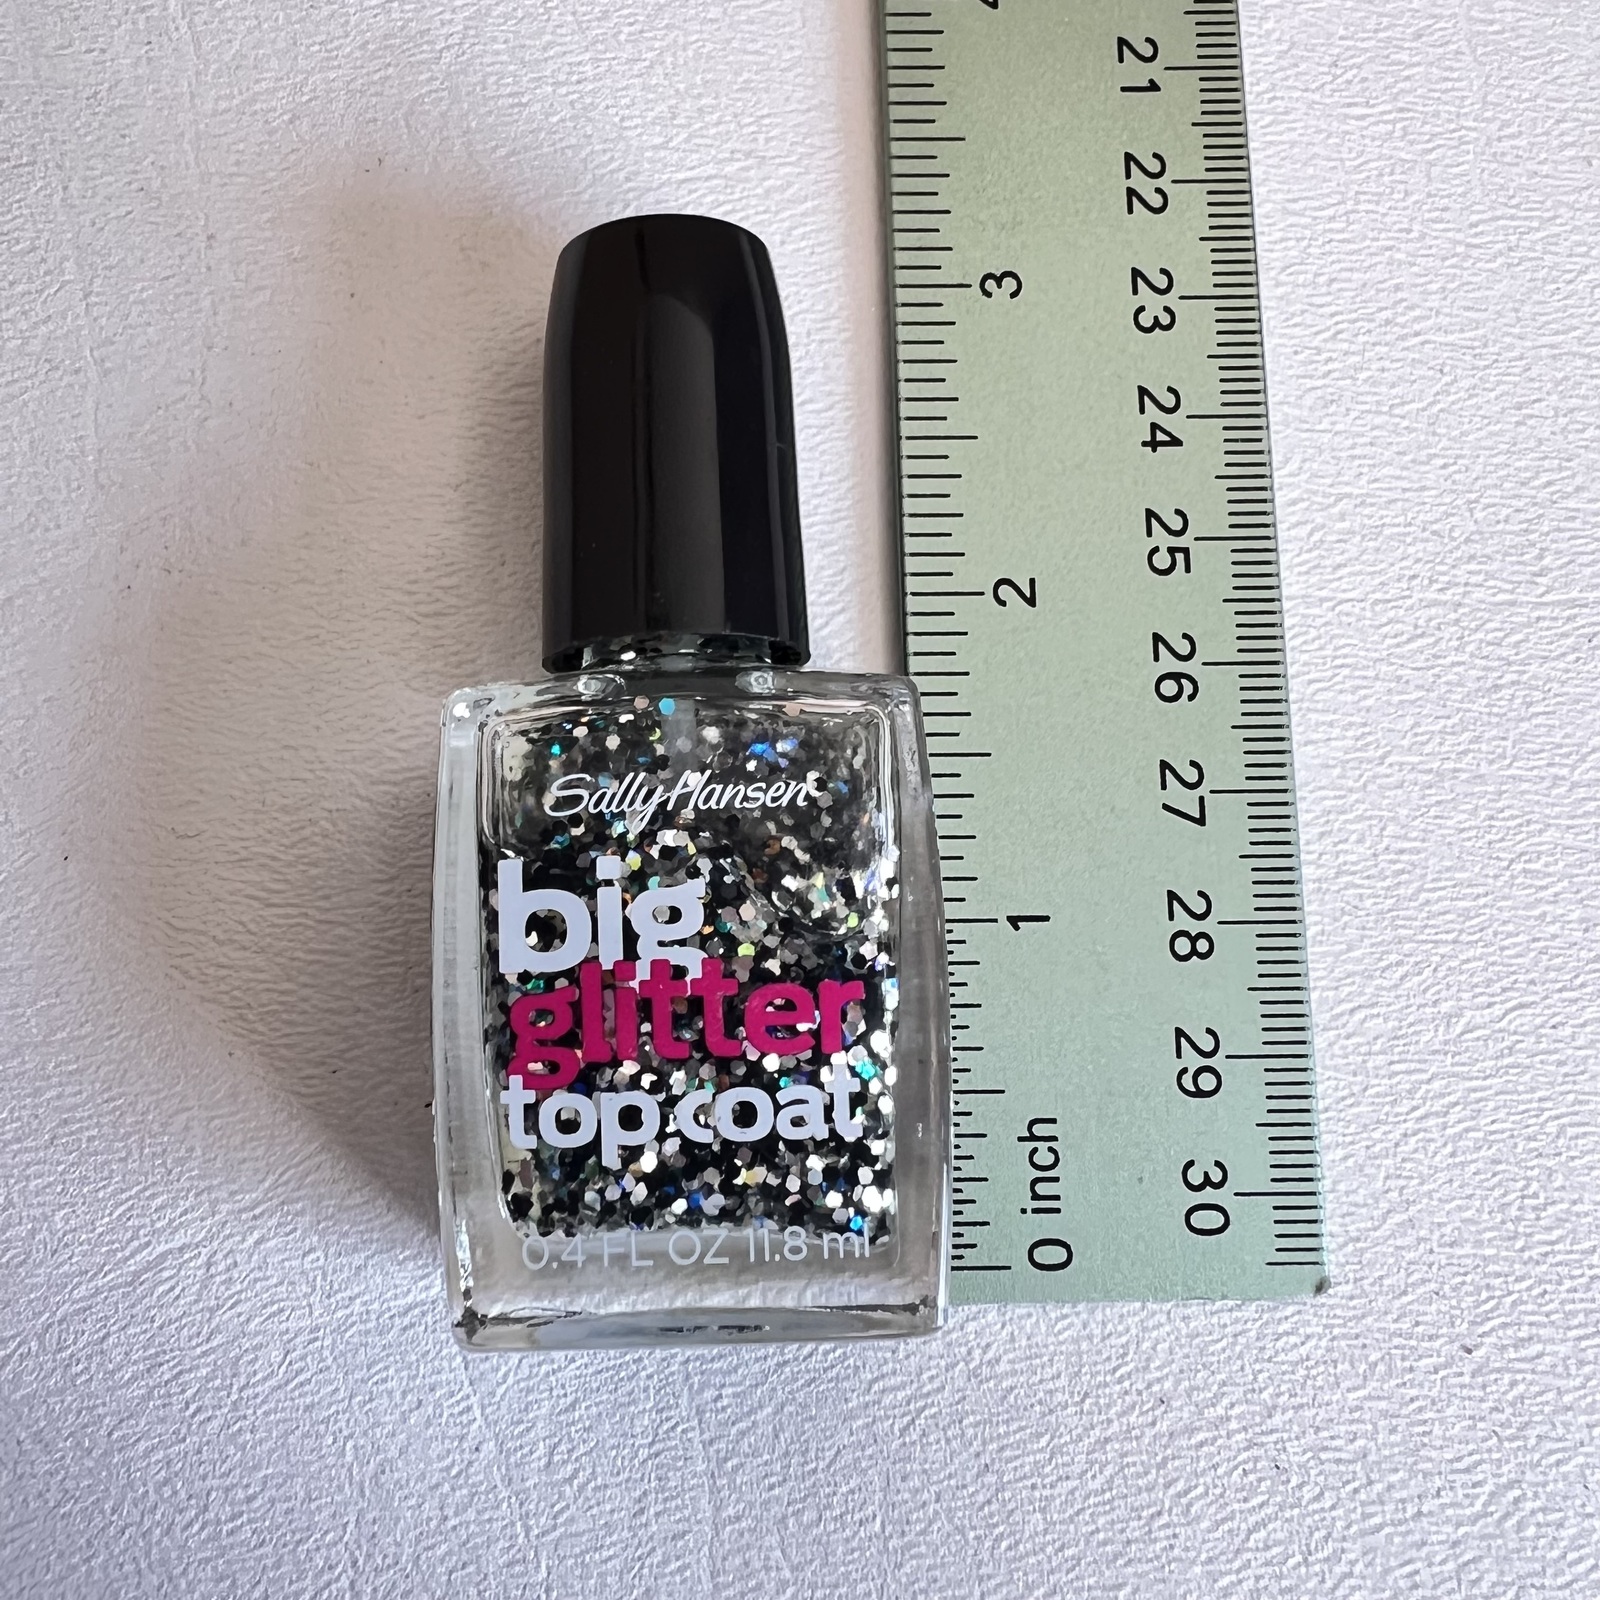 Sally Hansen
big
glitter
top coat
0.4 FL OZ 11.8 ml
0 inch 1 2 3
21 22 23 24 25 26 27 28 29 30